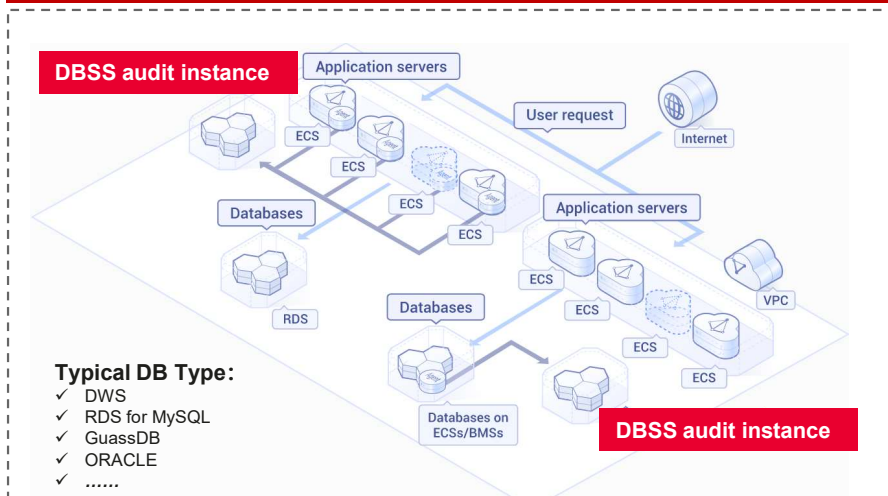 DBSS audit instance
Application servers
User request
Internet
ECS
ECS
ECS
ECS
Databases
RDS
Application servers
VPC
ECS
ECS
ECS
ECS
Databases
Databases on
ECSs/BMSs
DBSS audit instance
Typical DB Type:
✓ DWS
✓ RDS for MySQL
✓ GuassDB
✓ ORACLE
✓ ......